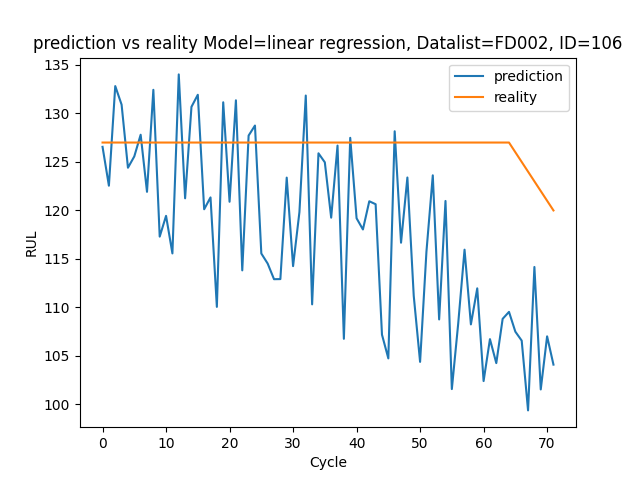 prediction vs reality Model=linear regression, Datalist=FD002, ID=106
prediction
reality
135
130
125
120
115
110
105
100
RUL
0 10 20 30 40 50 60 70
Cycle